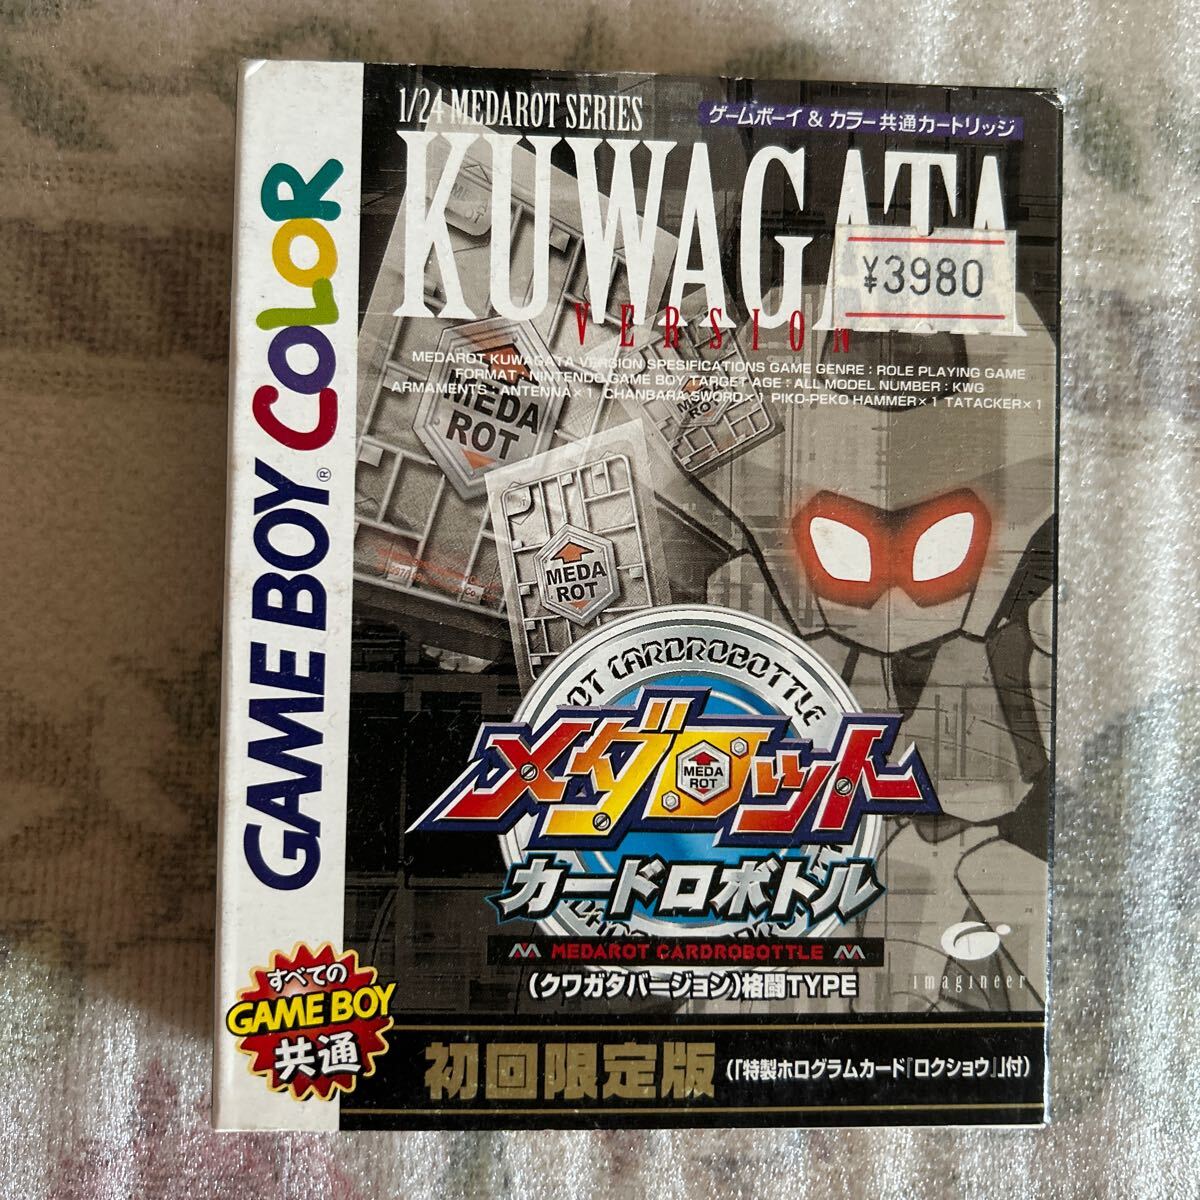 1/24 MEDAROT SERIES
ゲームボーイ & カラー共通カートリッジ
KUWAGATA
¥3980
VERSION
MEDAROT KUWAGATA VERSION SPESIFICATIONS GAME GENRE : ROLE PLAYING GAME
FORMAT : NINTENDO GAME BOY TARGET AGE : ALL MODEL NUMBER : KWG
ARMAMENTS : ANTENNA×1 CHANBARA SWORD×1 PIKO-PEKO HAMMER×1 TATACKER×1
GAME BOY COLOR
®
MEDA
ROT
MEDA
ROT
MEDA
ROT
CARDROBOTTLE
メダロット
MEDA
ROT
カードロボトル
MEDAROT CARDROBOTTLE
(クワガタバージョン)格闘TYPE
imagineer
すべての
GAME BOY
共通
初回限定版
(「特製ホログラムカード『ロクショウ』」付)